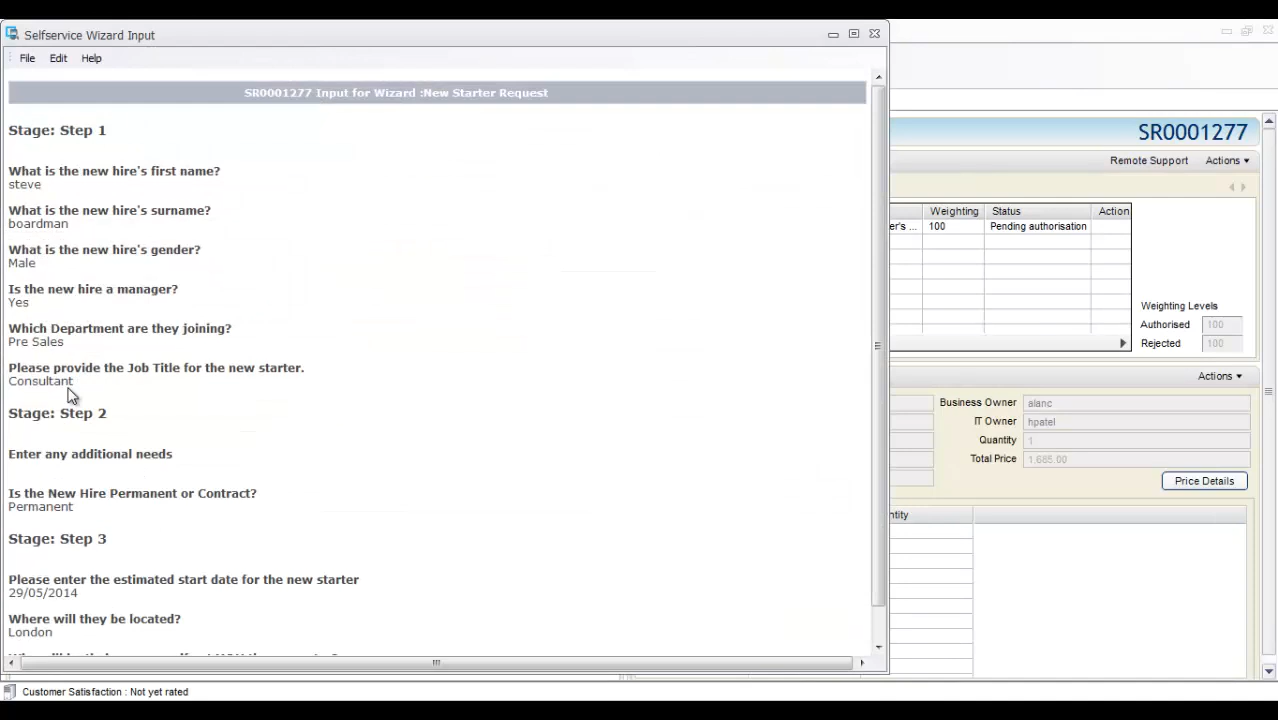 Selfservice Wizard Input
File Edit Help
SR0001277 Input for Wizard :New Starter Request
Stage: Step 1
What is the new hire's first name?
steve
What is the new hire's surname?
boardman
What is the new hire's gender?
Male
Is the new hire a manager?
Yes
Which Department are they joining?
Pre Sales
Please provide the Job Title for the new starter.
Consultant
Stage: Step 2
Enter any additional needs
Is the New Hire Permanent or Contract?
Permanent
Stage: Step 3
Please enter the estimated start date for the new starter
29/05/2014
Where will they be located?
London
SR0001277
Remote Support Actions
Weighting Status Action
er's ... 100 Pending authorisation
Weighting Levels
Authorised 100
Rejected 100
Actions
Business Owner alanc
IT Owner hpatel
Quantity 1
Total Price 1,685.00
Price Details
ntity
Customer Satisfaction : Not yet rated